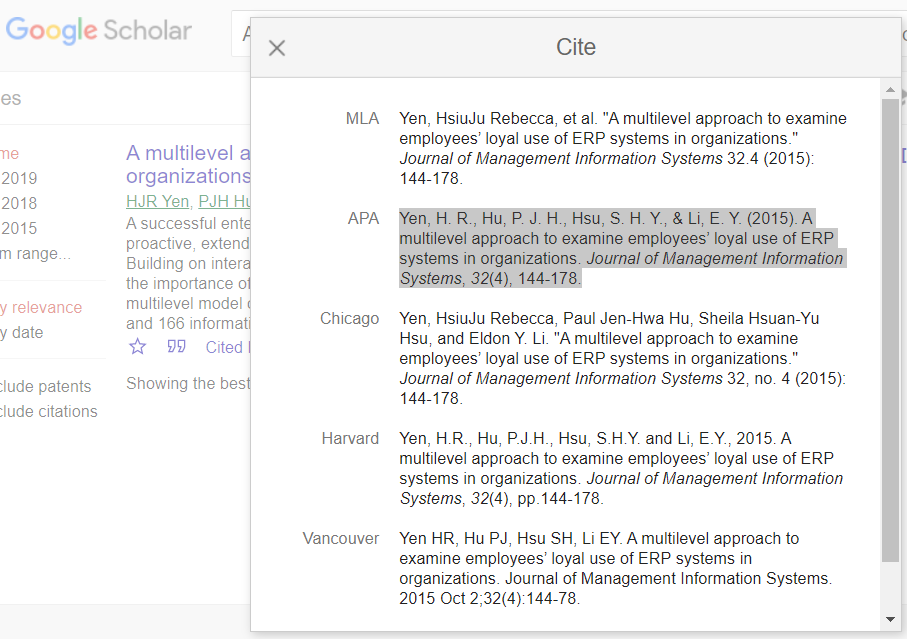 Google Scholar
A
Cite
es
me
2019
2018
2015
m range...
y relevance
y date
clude patents
clude citations
A multilevel a
organizations
HJR Yen, PJH Hu
A successful ente
proactive, extend
Building on intera
the importance of
multilevel model
and 166 informati
Cited
Showing the best
MLA
Yen, HsiuJu Rebecca, et al. "A multilevel approach to examine
employees’ loyal use of ERP systems in organizations."
Journal of Management Information Systems 32.4 (2015):
144-178.
APA
Yen, H. R., Hu, P. J. H., Hsu, S. H. Y., & Li, E. Y. (2015). A
multilevel approach to examine employees’ loyal use of ERP
systems in organizations. Journal of Management Information
Systems, 32(4), 144-178.
Chicago
Yen, HsiuJu Rebecca, Paul Jen-Hwa Hu, Sheila Hsuan-Yu
Hsu, and Eldon Y. Li. "A multilevel approach to examine
employees’ loyal use of ERP systems in organizations."
Journal of Management Information Systems 32, no. 4 (2015):
144-178.
Harvard
Yen, H.R., Hu, P.J.H., Hsu, S.H.Y. and Li, E.Y., 2015. A
multilevel approach to examine employees’ loyal use of ERP
systems in organizations. Journal of Management Information
Systems, 32(4), pp.144-178.
Vancouver
Yen HR, Hu PJ, Hsu SH, Li EY. A multilevel approach to
examine employees’ loyal use of ERP systems in
organizations. Journal of Management Information Systems.
2015 Oct 2;32(4):144-78.